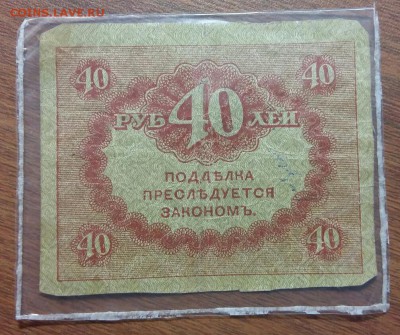 COINS.LAVE.RU
40 40
РУБ 40 ЛЕЙ
ПОДДѢЛКА
ПРЕСЛѢДУЕТСЯ
ЗАКОНОМЪ.
40 40